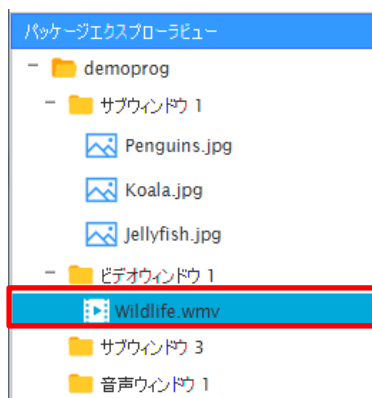 パッケージエクスプローラビュー
demoprog
サブウィンドウ 1
Penguins.jpg
Koala.jpg
Jellyfish.jpg
ビデオウィンドウ 1
Wildlife.wmv
サブウィンドウ 3
音声ウィンドウ 1